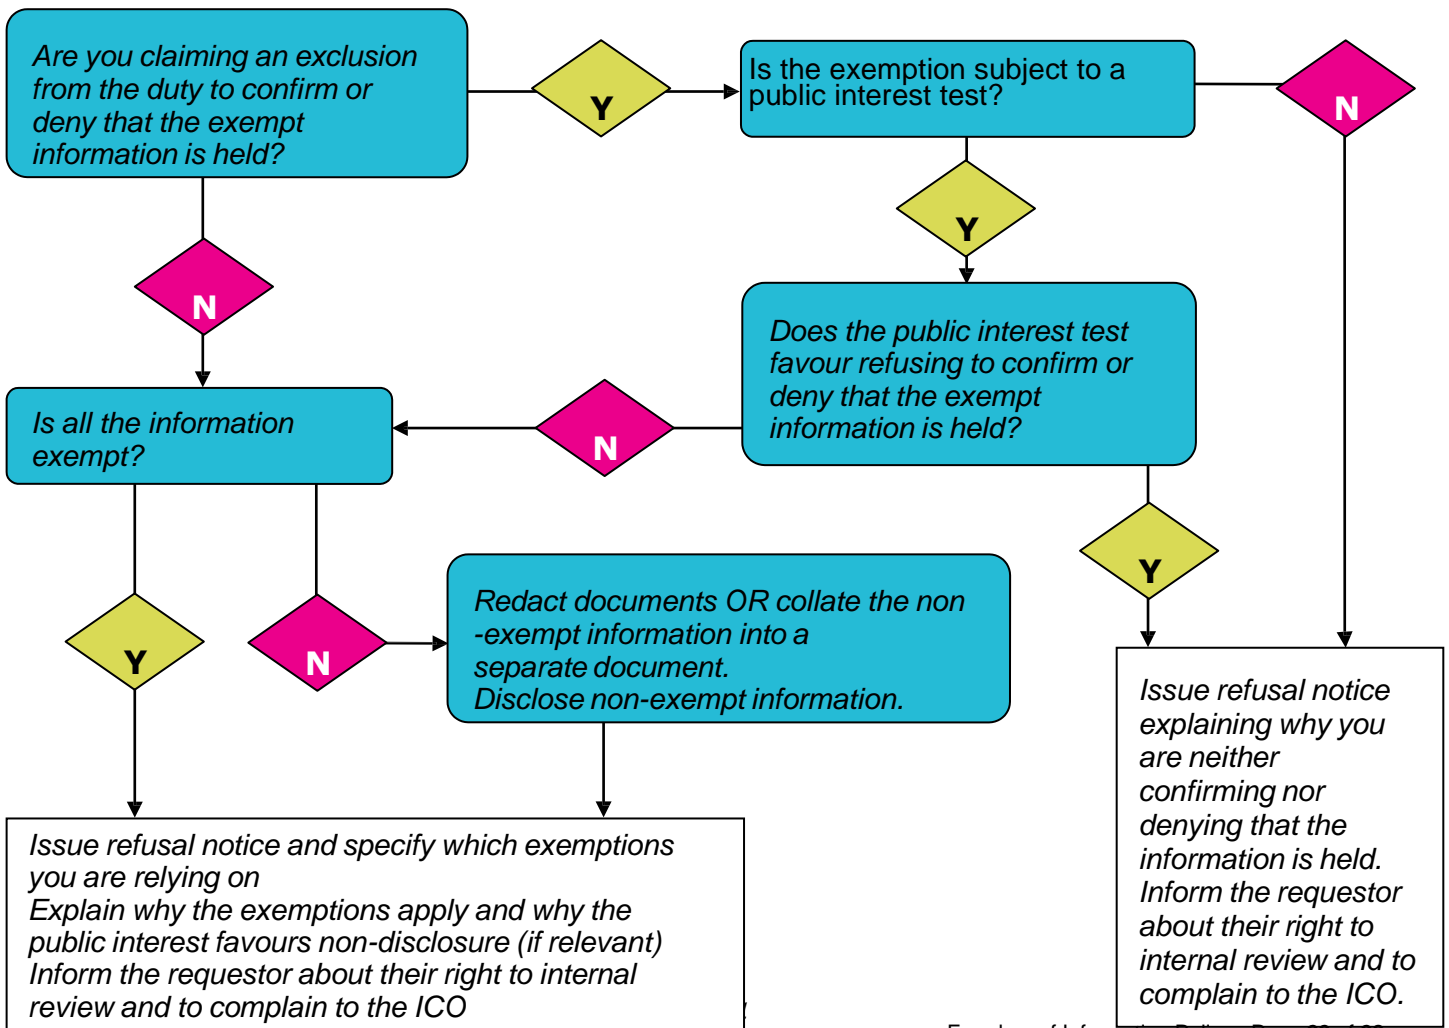 Are you claiming an exclusion
from the duty to confirm or
deny that the exempt
information is held?
Y
Is the exemption subject to a
public interest test?
N
Y
N
Does the public interest test
favour refusing to confirm or
deny that the exempt
information is held?
Is all the information
exempt?
N
Y
Y
N
Redact documents OR collate the non
-exempt information into a
separate document.
Disclose non-exempt information.
Issue refusal notice
explaining why you
are neither
confirming nor
denying that the
information is held.
Inform the requestor
about their right to
internal review and to
complain to the ICO.
Issue refusal notice and specify which exemptions
you are relying on
Explain why the exemptions apply and why the
public interest favours non-disclosure (if relevant)
Inform the requestor about their right to internal
review and to complain to the ICO